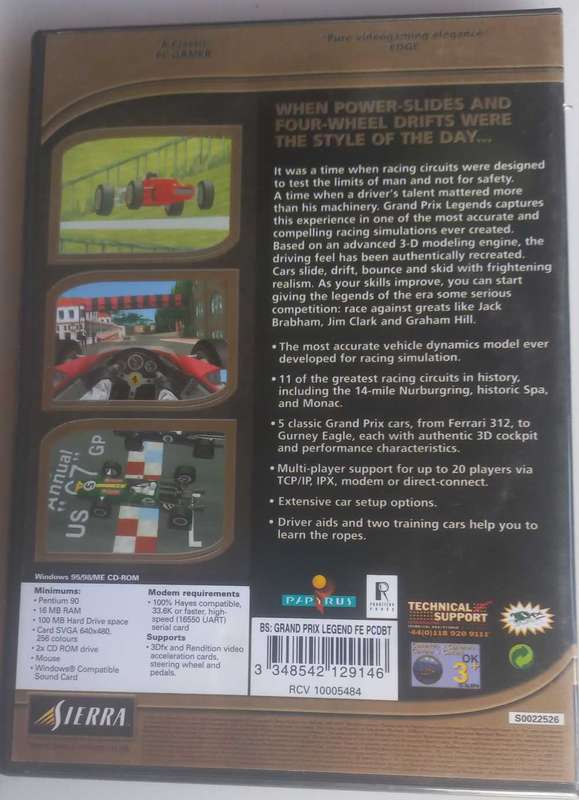 "A Classic"
PC GAMER
"Pure videogaming elegance"
EDGE
WHEN POWER-SLIDES AND
FOUR-WHEEL DRIFTS WERE
THE STYLE OF THE DAY...
It was a time when racing circuits were designed
to test the limits of man and not for safety.
A time when a driver's talent mattered more
than his machinery. Grand Prix Legends captures
this experience in one of the most accurate and
compelling racing simulations ever created.
Based on an advanced 3-D modeling engine, the
driving feel has been authentically recreated.
Cars slide, drift, bounce and skid with frightening
realism. As your skills improve, you can start
giving the legends of the era some serious
competition: race against greats like Jack
Brabham, Jim Clark and Graham Hill.
• The most accurate vehicle dynamics model ever
developed for racing simulation.
• 11 of the greatest racing circuits in history,
including the 14-mile Nurburgring, historic Spa,
and Monac.
• 5 classic Grand Prix cars, from Ferrari 312, to
Gurney Eagle, each with authentic 3D cockpit
and performance characteristics.
• Multi-player support for up to 20 players via
TCP/IP, IPX, modem or direct-connect.
• Extensive car setup options.
• Driver aids and two training cars help you to
learn the ropes.
Annual
"67"
US GP
5
Windows 95/98/ME CD-ROM
Minimums:
• Pentium 90
• 16 MB RAM
• 100 MB Hard Drive space
• Card SVGA 640x480,
256 colours
• 2x CD ROM drive
• Mouse
• Windows® Compatible
Sound Card
Modem requirements
• 100% Hayes compatible,
33.6K or faster, high-
speed (16550 UART)
serial card
Supports
• 3Dfx and Rendition video
acceleration cards,
steering wheel and
pedals.
PAPYRUS
R
BS: GRAND PRIX LEGEND FE PCDBT
3 348542 129146
RCV 10005484
TECHNICAL
SUPPORT
+44(0)118 920 9111
OK
3+
SIERRA
S0022526